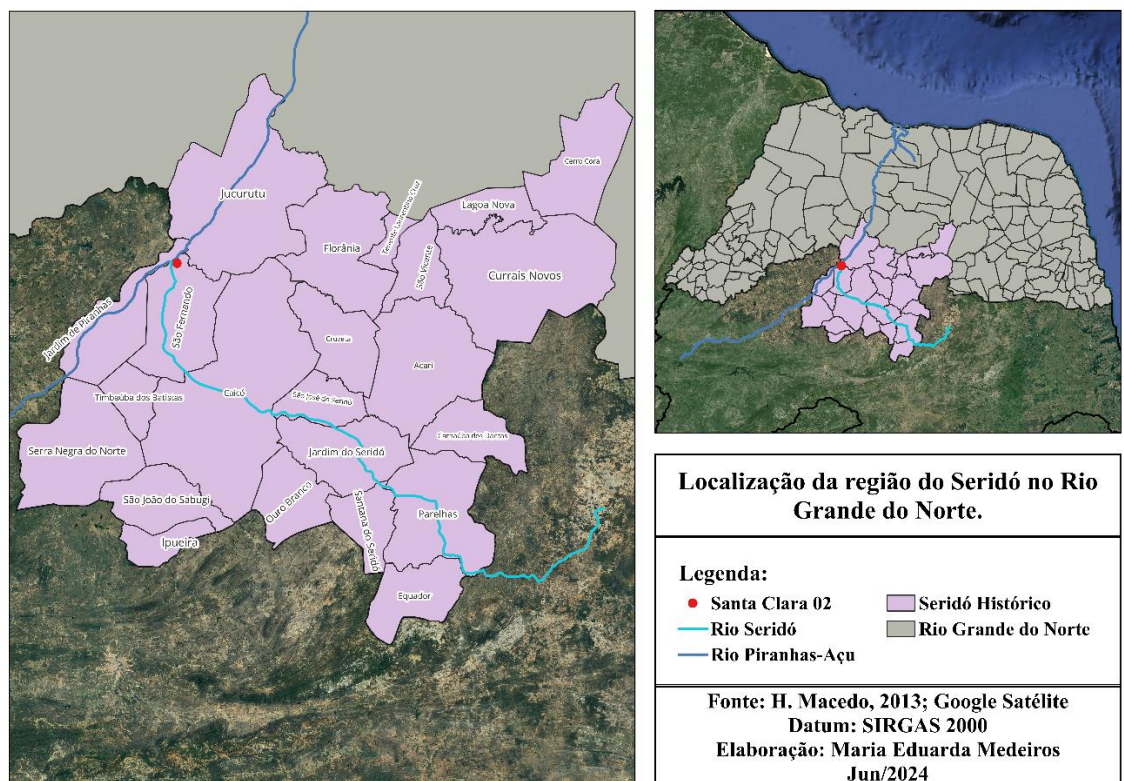 Cerro Corá
Jucurutu
Lagoa Nova
Tenente Laurentino Cruz
Florânia
São Vicente
Currais Novos
São Fernando
Jardim de Piranhas
Cruzeta
Acari
Timbaúba dos Batistas
Caicó
São José do Seridó
Carnaúba dos Dantas
Serra Negra do Norte
Jardim do Seridó
São João do Sabugi
Ouro Branco
Santana do Seridó
Parelhas
Ipueira
Equador
Localização da região do Seridó no Rio
Grande do Norte.
Legenda:
Santa Clara 02
Seridó Histórico
Rio Seridó
Rio Grande do Norte
Rio Piranhas-Açu
Fonte: H. Macedo, 2013; Google Satélite
Datum: SIRGAS 2000
Elaboração: Maria Eduarda Medeiros
Jun/2024